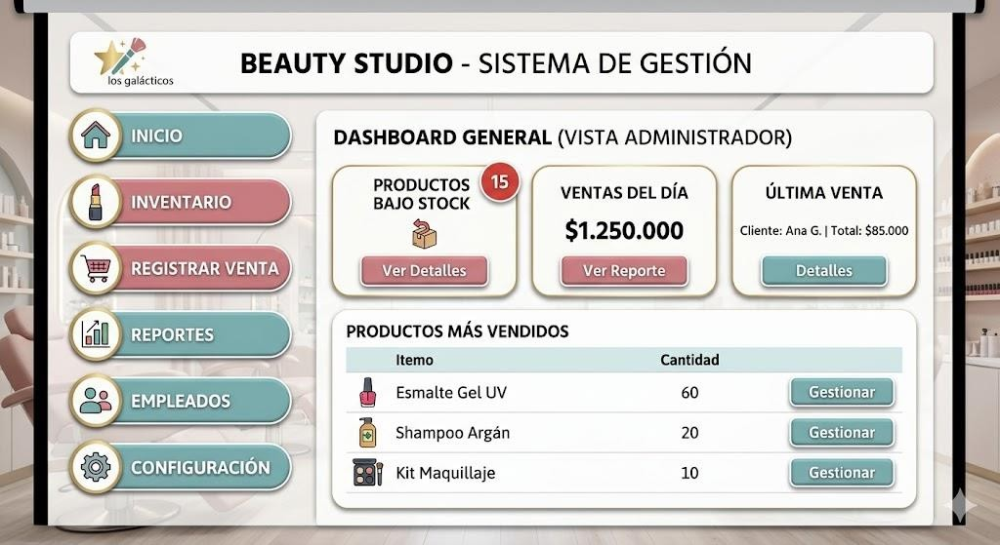 los galácticos
BEAUTY STUDIO - SISTEMA DE GESTIÓN
INICIO
INVENTARIO
REGISTRAR VENTA
REPORTES
EMPLEADOS
CONFIGURACIÓN
DASHBOARD GENERAL (VISTA ADMINISTRADOR)
PRODUCTOS
BAJO STOCK
15
Ver Detalles
VENTAS DEL DÍA
$1.250.000
Ver Reporte
ÚLTIMA VENTA
Cliente: Ana G. | Total: $85.000
Detalles
PRODUCTOS MÁS VENDIDOS
Itemo Cantidad
Esmalte Gel UV 60 Gestionar
Shampoo Argán 20 Gestionar
Kit Maquillaje 10 Gestionar